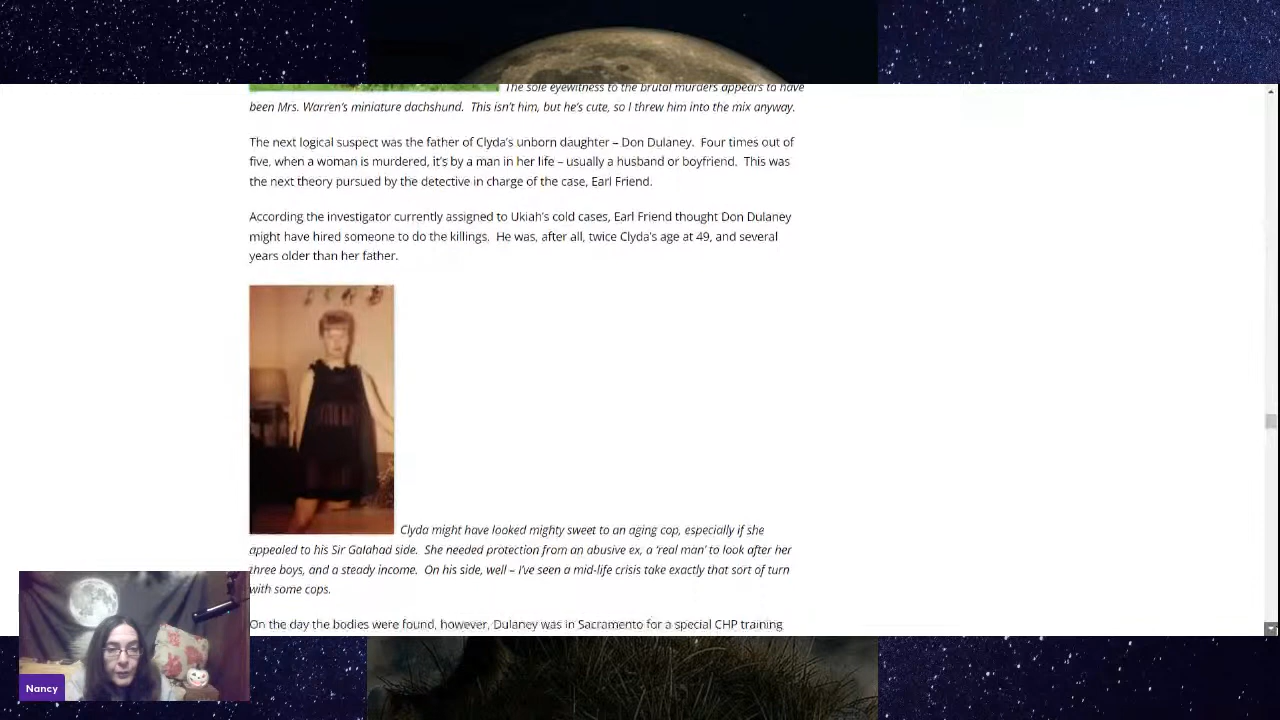 The sole eyewitness to the brutal murders appears to have
been Mrs. Warren's miniature dachshund.  This isn't him, but he's cute, so I threw him into the mix anyway.
The next logical suspect was the father of Clyda's unborn daughter – Don Dulaney.  Four times out of
five, when a woman is murdered, it's by a man in her life – usually a husband or boyfriend.  This was
the next theory pursued by the detective in charge of the case, Earl Friend.
According the investigator currently assigned to Ukiah's cold cases, Earl Friend thought Don Dulaney
might have hired someone to do the killings.  He was, after all, twice Clyda's age at 49, and several
years older than her father.
Clyda might have looked mighty sweet to an aging cop, especially if she
appealed to his Sir Galahad side.  She needed protection from an abusive ex, a 'real man' to look after her
three boys, and a steady income.  On his side, well – I've seen a mid-life crisis take exactly that sort of turn
with some cops.
On the day the bodies were found, however, Dulaney was in Sacramento for a special CHP training
Nancy